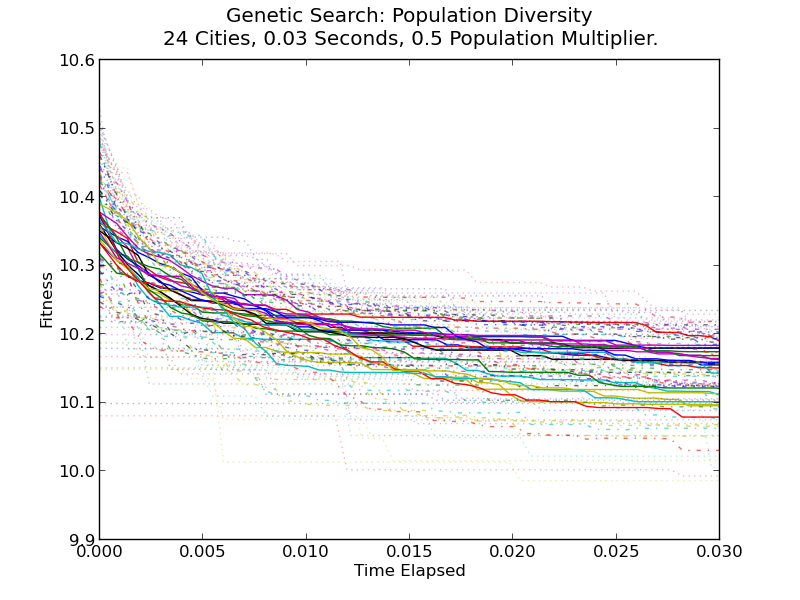 Genetic Search: Population Diversity
24 Cities, 0.03 Seconds, 0.5 Population Multiplier.
10.6
10.5
10.4
10.3
10.2
10.1
10.0
9.9
Fitness
0.000 0.005 0.010 0.015 0.020 0.025 0.030
Time Elapsed